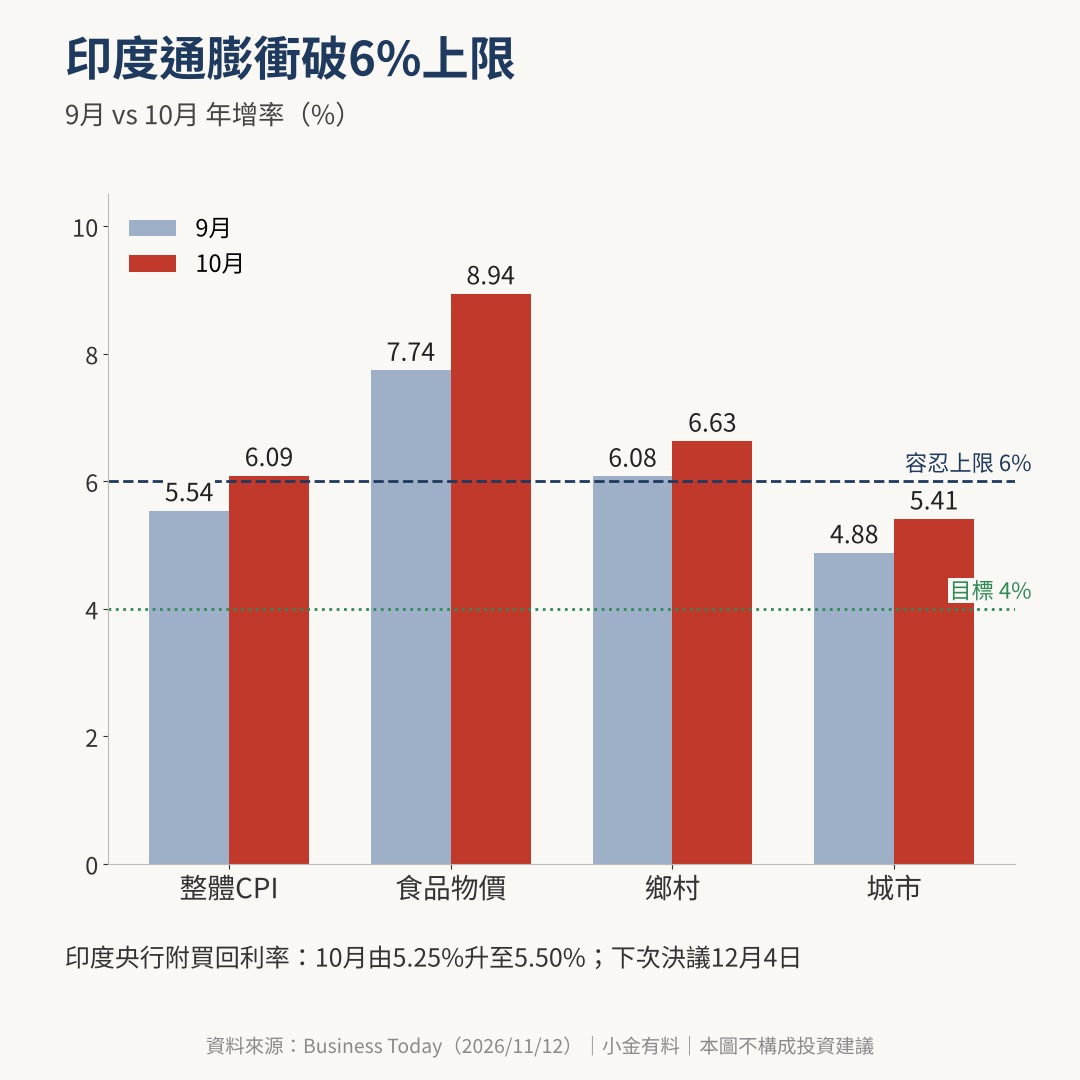 印度通膨衝破6%上限
9月 vs 10月 年增率（%）
10
8
6
4
2
0
9月
10月
5.54
6.09
7.74
8.94
6.08
6.63
4.88
5.41
容忍上限 6%
目標 4%
整體CPI
食品物價
鄉村
城市
印度央行附買回利率：10月由5.25%升至5.50%；下次決議12月4日
資料來源：Business Today（2026/11/12）｜小金有料｜本圖不構成投資建議